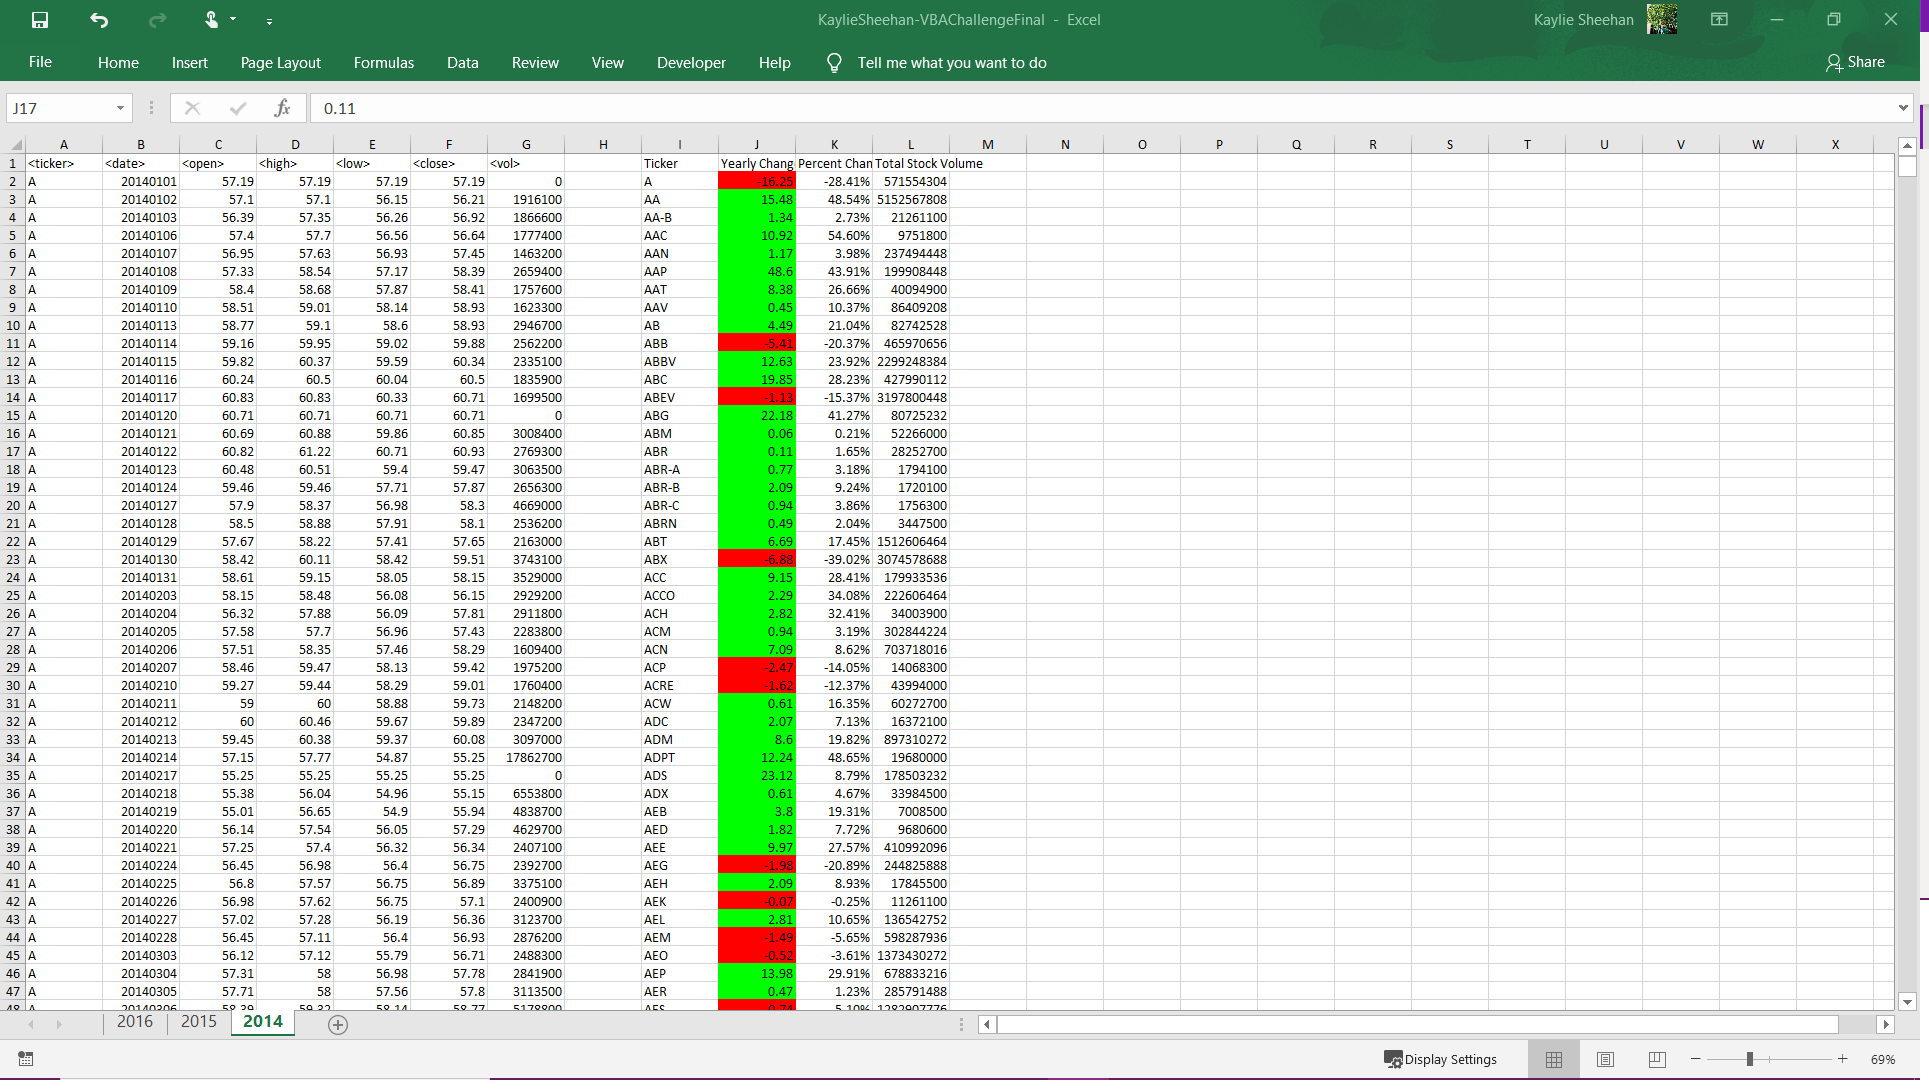 KaylieSheehan-VBAChallengeFinal - Excel
Kaylie Sheehan
File Home Insert Page Layout Formulas Data Review View Developer Help Tell me what you want to do Share
J17 fx 0.11
A B C D E F G H I J K L M N O P Q R S T U V W X
1 <ticker> <date> <open> <high> <low> <close> <vol> Ticker Yearly Chang Percent Chan Total Stock Volume
2 A 20140101 57.19 57.19 57.19 57.19 0 A -16.25 -28.41% 571554304
3 A 20140102 57.1 57.1 56.15 56.21 1916100 AA 15.48 48.54% 5152567808
4 A 20140103 56.39 57.35 56.26 56.92 1866600 AA-B 1.34 2.73% 21261100
5 A 20140106 57.4 57.7 56.56 56.64 1777400 AAC 10.92 54.60% 9751800
6 A 20140107 56.95 57.63 56.93 57.45 1463200 AAN 1.17 3.98% 237494448
7 A 20140108 57.33 58.54 57.17 58.39 2659400 AAP 48.6 43.91% 199908448
8 A 20140109 58.4 58.68 57.87 58.41 1757600 AAT 8.38 26.66% 40094900
9 A 20140110 58.51 59.01 58.14 58.93 1623300 AAV 0.45 10.37% 86409208
10 A 20140113 58.77 59.1 58.6 58.93 2946700 AB 4.49 21.04% 82742528
11 A 20140114 59.16 59.95 59.02 59.88 2562200 ABB -5.41 -20.37% 465970656
12 A 20140115 59.82 60.37 59.59 60.34 2335100 ABBV 12.63 23.92% 2299248384
13 A 20140116 60.24 60.5 60.04 60.5 1835900 ABC 19.85 28.23% 427990112
14 A 20140117 60.83 60.83 60.33 60.71 1699500 ABEV -1.13 -15.37% 3197800448
15 A 20140120 60.71 60.71 60.71 60.71 0 ABG 22.18 41.27% 80725232
16 A 20140121 60.69 60.88 59.86 60.85 3008400 ABM 0.06 0.21% 52266000
17 A 20140122 60.82 61.22 60.71 60.93 2769300 ABR 0.11 1.65% 28252700
18 A 20140123 60.48 60.51 59.4 59.47 3063500 ABR-A 0.77 3.18% 1794100
19 A 20140124 59.46 59.46 57.71 57.87 2656300 ABR-B 2.09 9.24% 1720100
20 A 20140127 57.9 58.37 56.98 58.3 4669000 ABR-C 0.94 3.86% 1756300
21 A 20140128 58.5 58.88 57.91 58.1 2536200 ABRN 0.49 2.04% 3447500
22 A 20140129 57.67 58.22 57.41 57.65 2163000 ABT 6.69 17.45% 1512606464
23 A 20140130 58.42 60.11 58.42 59.51 3743100 ABX -6.88 -39.02% 3074578688
24 A 20140131 58.61 59.15 58.05 58.15 3529000 ACC 9.15 28.41% 179933536
25 A 20140203 58.15 58.48 56.08 56.15 2929200 ACCO 2.29 34.08% 222606464
26 A 20140204 56.32 57.88 56.09 57.81 2911800 ACH 2.82 32.41% 34003900
27 A 20140205 57.58 57.7 56.96 57.43 2283800 ACM 0.94 3.19% 302844224
28 A 20140206 57.51 58.35 57.46 58.29 1609400 ACN 7.09 8.62% 703718016
29 A 20140207 58.46 59.47 58.13 59.42 1975200 ACP -2.47 -14.05% 14068300
30 A 20140210 59.27 59.44 58.29 59.01 1760400 ACRE -1.62 -12.37% 43994000
31 A 20140211 59 60 58.88 59.73 2148200 ACW 0.61 16.35% 60272700
32 A 20140212 60 60.46 59.67 59.89 2347200 ADC 2.07 7.13% 16372100
33 A 20140213 59.45 60.38 59.37 60.08 3097000 ADM 8.6 19.82% 897310272
34 A 20140214 57.15 57.77 54.87 55.25 17862700 ADPT 12.24 48.65% 19680000
35 A 20140217 55.25 55.25 55.25 55.25 0 ADS 23.12 8.79% 178503232
36 A 20140218 55.38 56.04 54.96 55.15 6553800 ADX 0.61 4.67% 33984500
37 A 20140219 55.01 56.65 54.9 55.94 4838700 AEB 3.8 19.31% 7008500
38 A 20140220 56.14 57.54 56.05 57.29 4629700 AED 1.82 7.72% 9680600
39 A 20140221 57.25 57.4 56.32 56.34 2407100 AEE 9.97 27.57% 410992096
40 A 20140224 56.45 56.98 56.4 56.75 2392700 AEG -1.98 -20.89% 244825888
41 A 20140225 56.8 57.57 56.75 56.89 3375100 AEH 2.09 8.93% 17845500
42 A 20140226 56.98 57.62 56.75 57.1 2400900 AEK -0.07 -0.25% 11261100
43 A 20140227 57.02 57.28 56.19 56.36 3123700 AEL 2.81 10.65% 136542752
44 A 20140228 56.45 57.11 56.4 56.93 2876200 AEM -1.49 -5.65% 598287936
45 A 20140303 56.12 57.12 55.79 56.71 2488300 AEO -0.52 -3.61% 1373430272
46 A 20140304 57.31 58 56.98 57.78 2841900 AEP 13.98 29.91% 678833216
47 A 20140305 57.71 58 57.56 57.8 3113500 AER 0.47 1.23% 285791488
48 A 20140306 58.39 59.32 58.14 58.77 5178800 AES
2016 2015 2014
Display Settings 69%